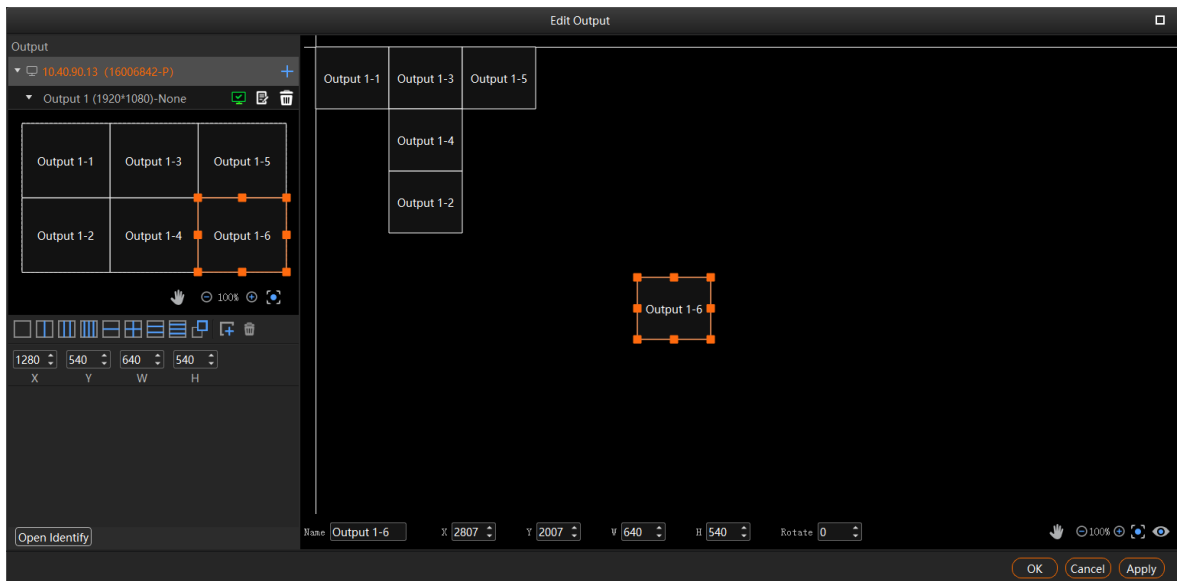 Edit Output
Output
10.40.90.13 (16006842-P)
Output 1 (1920*1080)-None
Output 1-1 Output 1-3 Output 1-5
Output 1-2 Output 1-4 Output 1-6
100%
1280 540 640 540
X Y W H
Open Identify
Output 1-1 Output 1-3 Output 1-5
Output 1-4
Output 1-2
Output 1-6
Name Output 1-6 X 2807 Y 2007 W 640 H 540 Rotate 0 100%
OK Cancel Apply